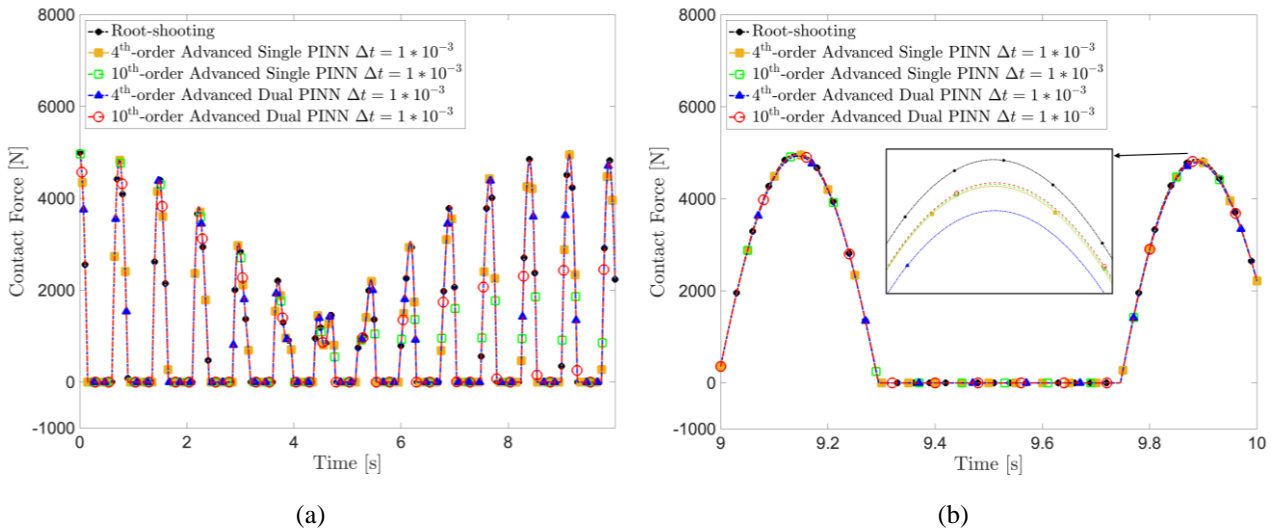 Root-shooting
4th-order Advanced Single PINN Δt = 1 * 10−3
10th-order Advanced Single PINN Δt = 1 * 10−3
4th-order Advanced Dual PINN Δt = 1 * 10−3
10th-order Advanced Dual PINN Δt = 1 * 10−3
8000
6000
4000
2000
0
-1000
Contact Force [N]
0 2 4 6 8
Time [s]
(a)
Root-shooting
4th-order Advanced Single PINN Δt = 1 * 10−3
10th-order Advanced Single PINN Δt = 1 * 10−3
4th-order Advanced Dual PINN Δt = 1 * 10−3
10th-order Advanced Dual PINN Δt = 1 * 10−3
8000
6000
4000
2000
0
-1000
Contact Force [N]
9 9.2 9.4 9.6 9.8 10
Time [s]
(b)